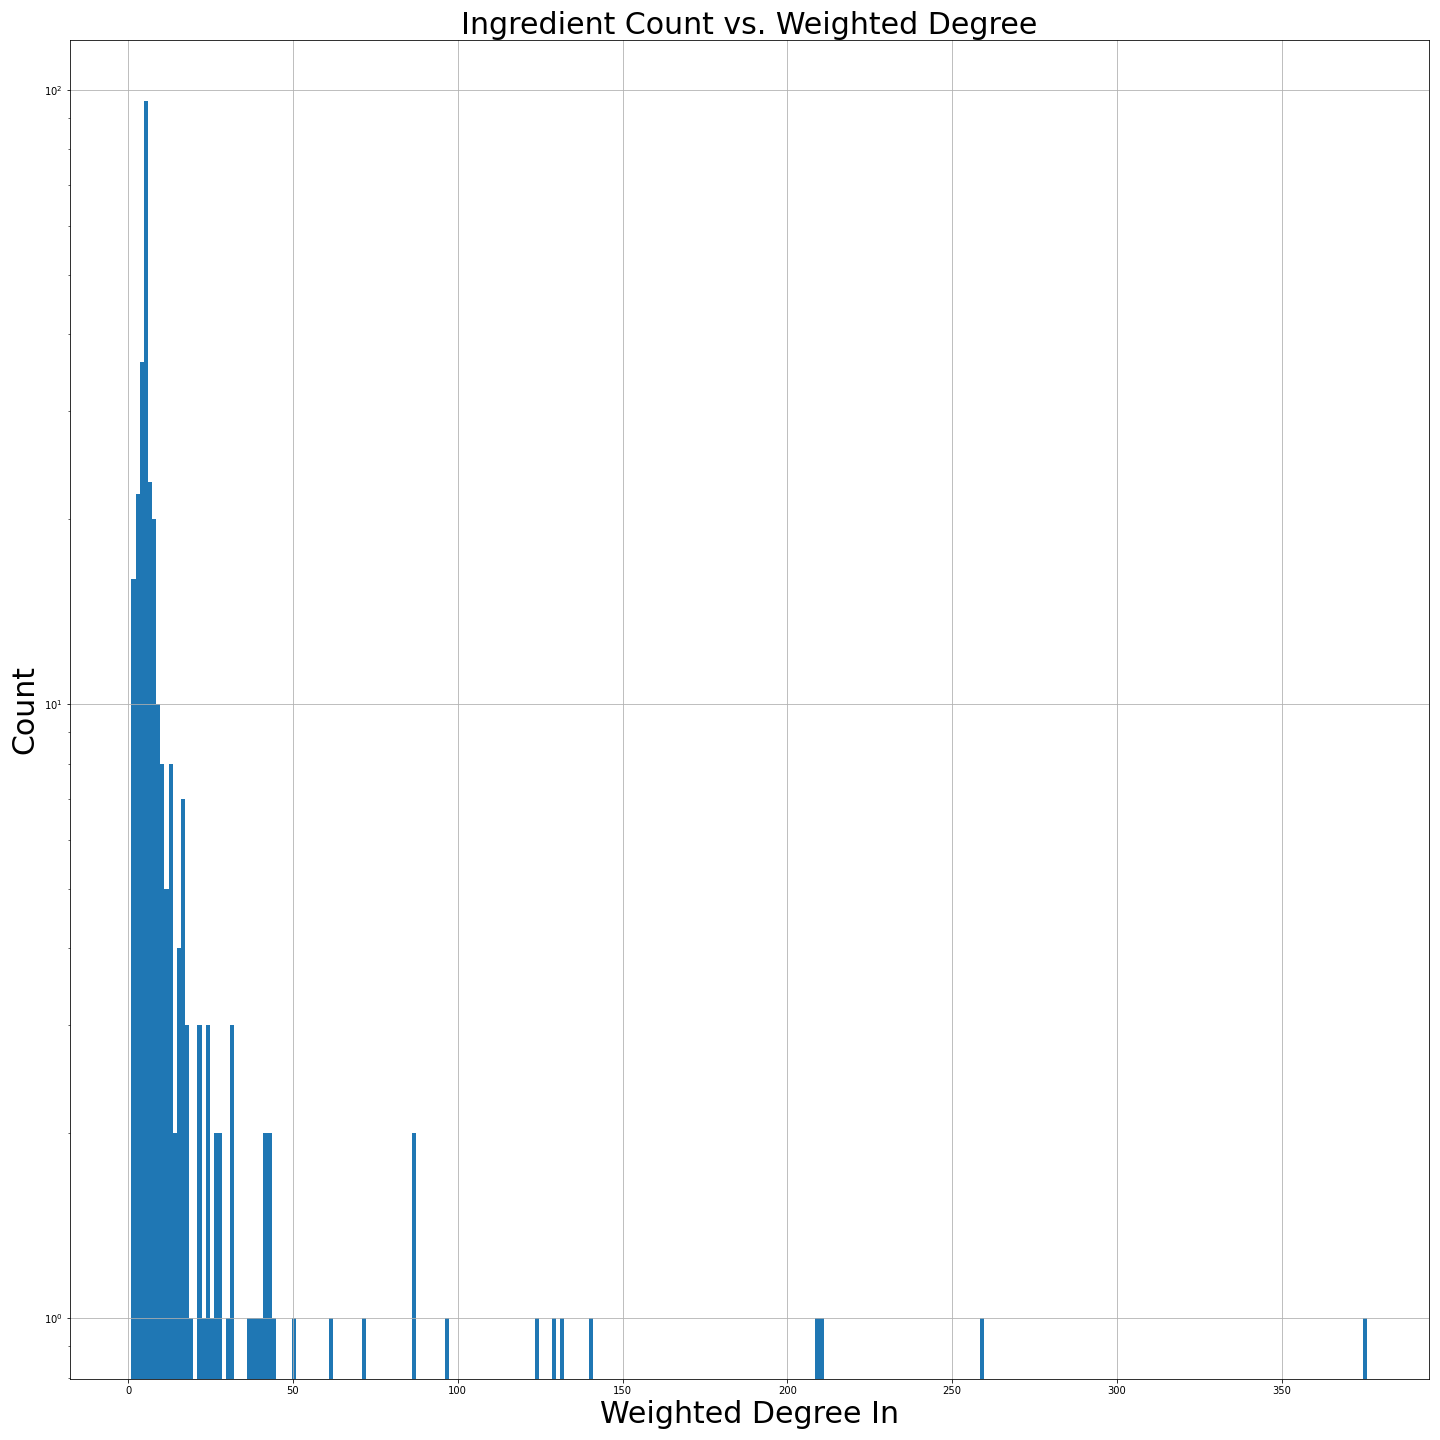 Ingredient Count vs. Weighted Degree
10²
10¹
10⁰
Count
0 50 100 150 200 250 300 350
Weighted Degree In